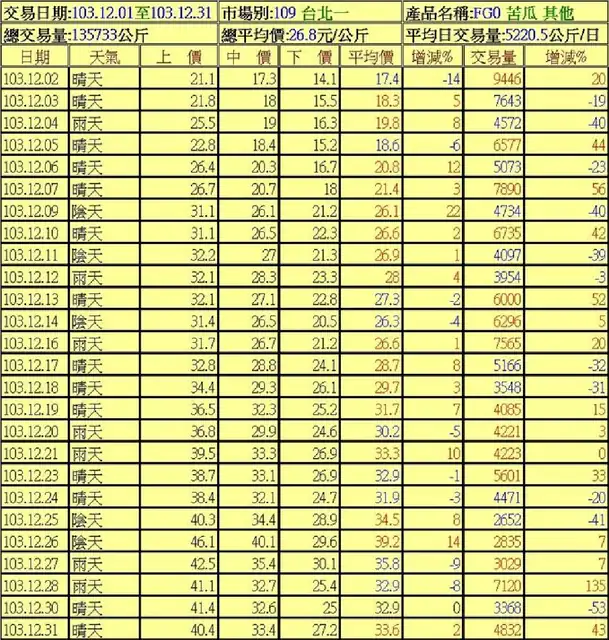 交易日期:103.12.01至103.12.31 市場別:109 台北一 產品名稱:FG0 苦瓜 其他
總交易量:135733公斤 總平均價:26.8元/公斤 平均日交易量:5220.5公斤/日
日期 天氣 上 價 中 價 下 價 平均價 增減% 交易量 增減%
103.12.02 晴天 21.1 17.3 14.1 17.4 -14 9446 20
103.12.03 晴天 21.8 18 15.5 18.3 5 7643 -19
103.12.04 雨天 25.5 19 16.3 19.8 8 4572 -40
103.12.05 晴天 22.8 18.4 15.2 18.6 -6 6577 44
103.12.06 晴天 26.4 20.3 16.7 20.8 12 5073 -23
103.12.07 晴天 26.7 20.7 18 21.4 3 7890 56
103.12.09 陰天 31.1 26.1 21.2 26.1 22 4734 -40
103.12.10 晴天 31.1 26.5 22.3 26.6 2 6735 42
103.12.11 陰天 32.2 27 21.3 26.9 1 4097 -39
103.12.12 雨天 32.1 28.3 23.3 28 4 3954 -3
103.12.13 晴天 32.1 27.1 22.8 27.3 -2 6000 52
103.12.14 陰天 31.4 26.5 20.5 26.3 -4 6296 5
103.12.16 雨天 31.7 26.7 21.2 26.6 1 7565 20
103.12.17 晴天 32.8 28.8 24.1 28.7 8 5166 -32
103.12.18 晴天 34.4 29.3 26.1 29.7 3 3548 -31
103.12.19 晴天 36.5 32.3 25.2 31.7 7 4085 15
103.12.20 雨天 36.8 29.9 24.6 30.2 -5 4221 3
103.12.21 雨天 39.5 33.3 26.9 33.3 10 4223 0
103.12.23 晴天 38.7 33.1 26.9 32.9 -1 5601 33
103.12.24 晴天 38.4 32.1 24.7 31.9 -3 4471 -20
103.12.25 陰天 40.3 34.4 28.9 34.5 8 2652 -41
103.12.26 陰天 46.1 40.1 29.6 39.2 14 2835 7
103.12.27 雨天 42.5 35.4 30.1 35.8 -9 3029 7
103.12.28 雨天 41.1 32.7 25.4 32.9 -8 7120 135
103.12.30 晴天 41.4 32.6 25 32.9 0 3368 -53
103.12.31 晴天 40.4 33.4 27.2 33.6 2 4832 43